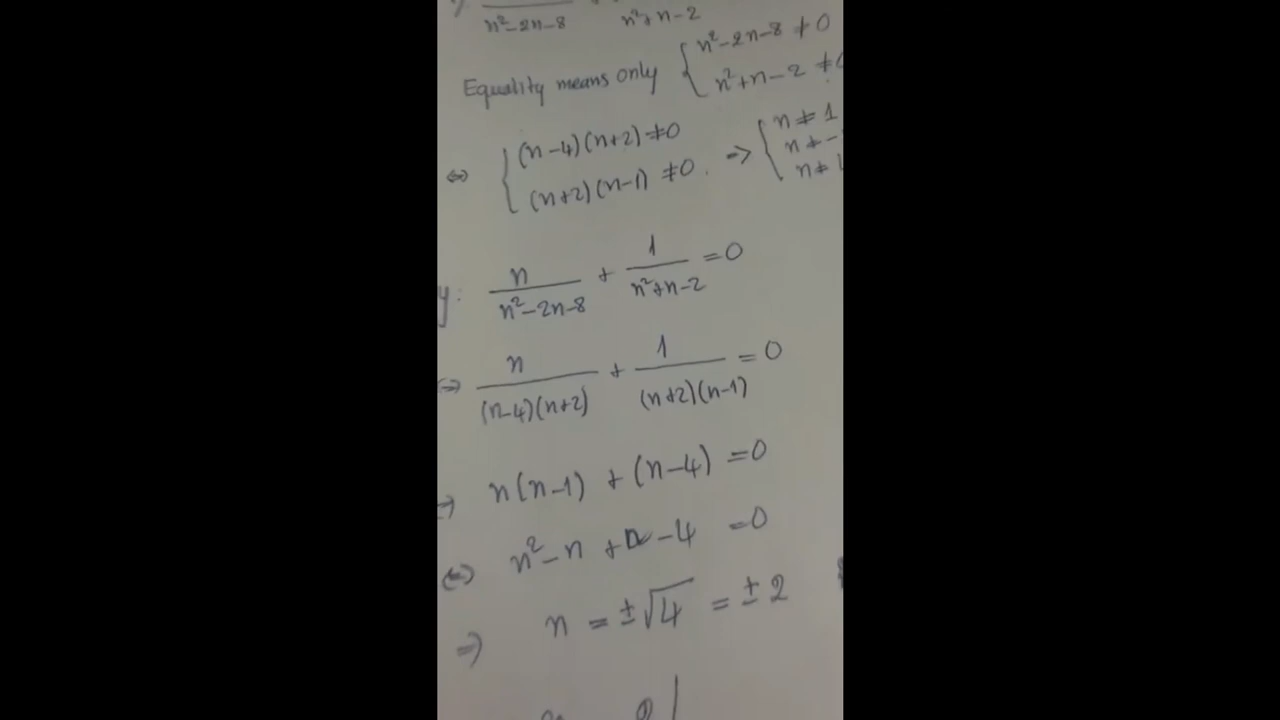 n²-2n-8 n²+n-2
Equality means only { n²-2n-8 ≠ 0
n²+n-2 ≠ 0
⇔ { (n-4)(n+2) ≠ 0 ⇒ { n ≠ 1
(n+2)(n-1) ≠ 0. n ≠ -
n ≠
y: n/(n²-2n-8) + 1/(n²+n-2) = 0
⇔ n/((n-4)(n+2)) + 1/((n+2)(n-1)) = 0
⇒ n(n-1) + (n-4) = 0
⇔ n²-n+n-4 = 0
⇒ n = ±√4 = ±2